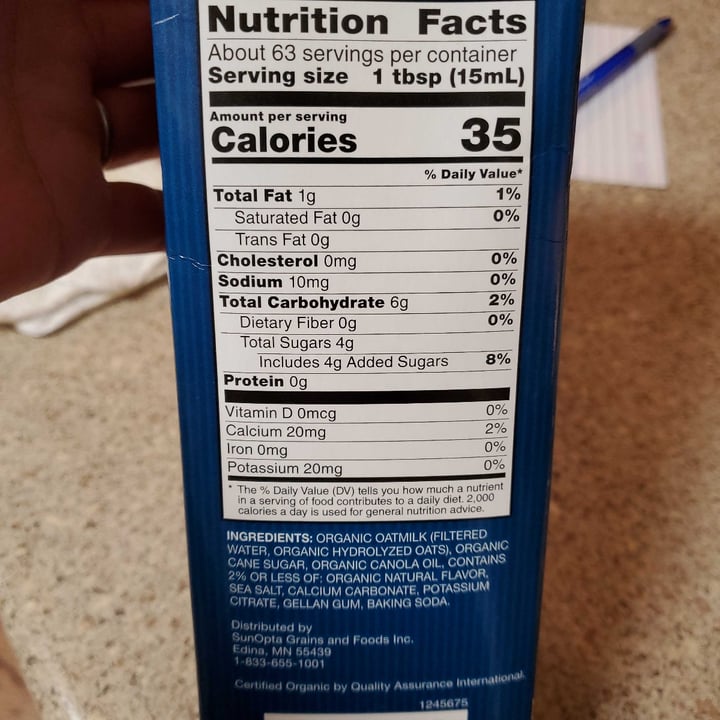 Nutrition Facts
About 63 servings per container
Serving size 1 tbsp (15mL)
Amount per serving
Calories 35
% Daily Value*
Total Fat 1g 1%
Saturated Fat 0g 0%
Trans Fat 0g
Cholesterol 0mg 0%
Sodium 10mg 0%
Total Carbohydrate 6g 2%
Dietary Fiber 0g 0%
Total Sugars 4g
Includes 4g Added Sugars 8%
Protein 0g
Vitamin D 0mcg 0%
Calcium 20mg 2%
Iron 0mg 0%
Potassium 20mg 0%
* The % Daily Value (DV) tells you how much a nutrient
in a serving of food contributes to a daily diet. 2,000
calories a day is used for general nutrition advice.
INGREDIENTS: ORGANIC OATMILK (FILTERED
WATER, ORGANIC HYDROLYZED OATS), ORGANIC
CANE SUGAR, ORGANIC CANOLA OIL, CONTAINS
2% OR LESS OF: ORGANIC NATURAL FLAVOR,
SEA SALT, CALCIUM CARBONATE, POTASSIUM
CITRATE, GELLAN GUM, BAKING SODA.
Distributed by
SunOpta Grains and Foods Inc.
Edina, MN 55439
1-833-655-1001
Certified Organic by Quality Assurance International.
1245675